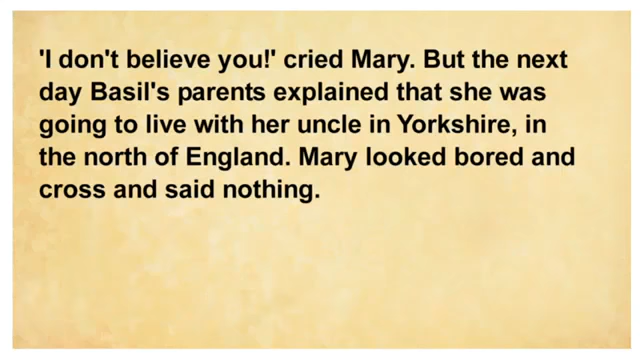 'I don't believe you!' cried Mary. But the next
day Basil's parents explained that she was
going to live with her uncle in Yorkshire, in
the north of England. Mary looked bored and
cross and said nothing.